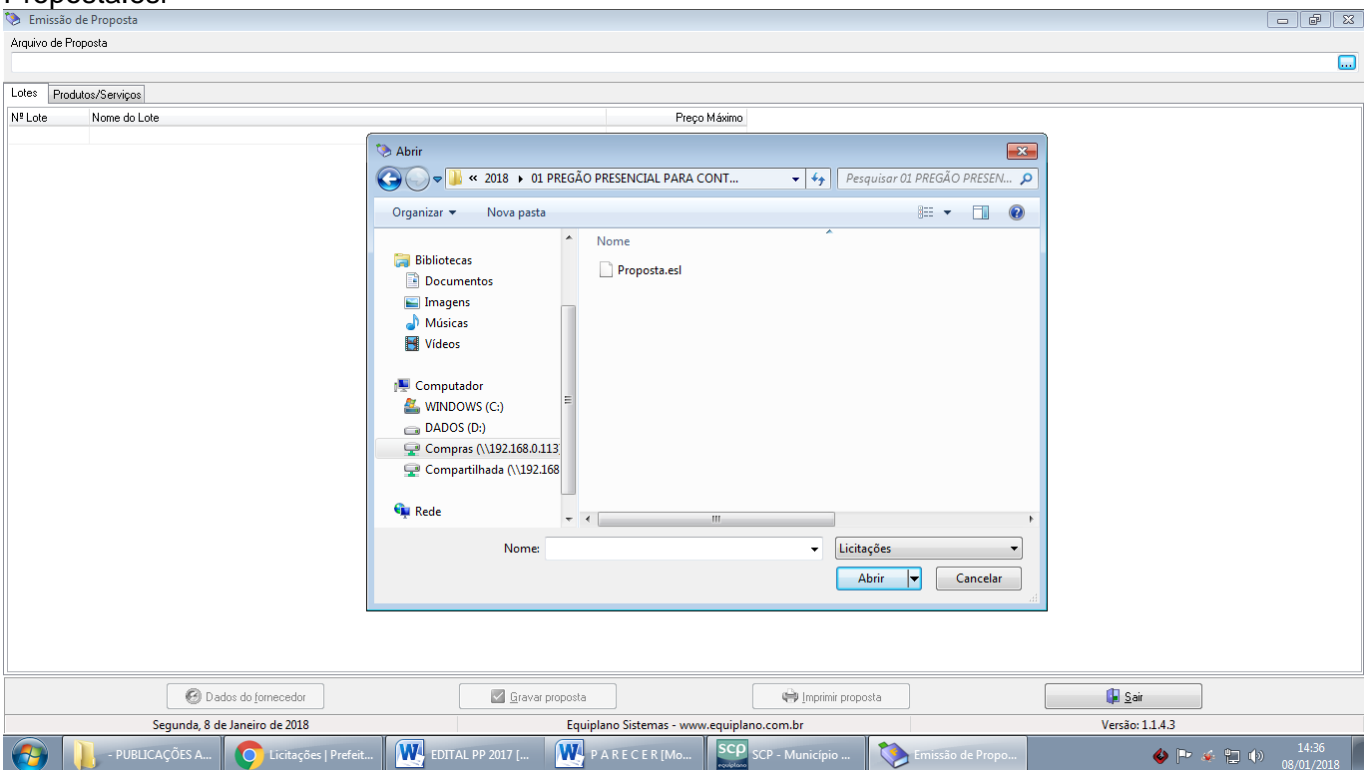 Emissão de Proposta
Arquivo de Proposta
...
Lotes Produtos/Serviços
Nº Lote Nome do Lote Preço Máximo
Abrir
« 2018 01 PREGÃO PRESENCIAL PARA CONT... Pesquisar 01 PREGÃO PRESEN...
Organizar Nova pasta
Nome
Proposta.esl
Bibliotecas
Documentos
Imagens
Músicas
Vídeos
Computador
WINDOWS (C:)
DADOS (D:)
Compras (\\192.168.0.113)
Compartilhada (\\192.168
Rede
Nome: Licitações
Abrir Cancelar
Dados do fornecedor Gravar proposta Imprimir proposta Sair
Segunda, 8 de Janeiro de 2018 Equiplano Sistemas - www.equiplano.com.br Versão: 1.1.4.3
- PUBLICAÇÕES A... Licitações | Prefeit... EDITAL PP 2017 [... P A R E C E R [Mo... scp equiplano SCP - Município ... Emissão de Propo... 14:36
08/01/2018